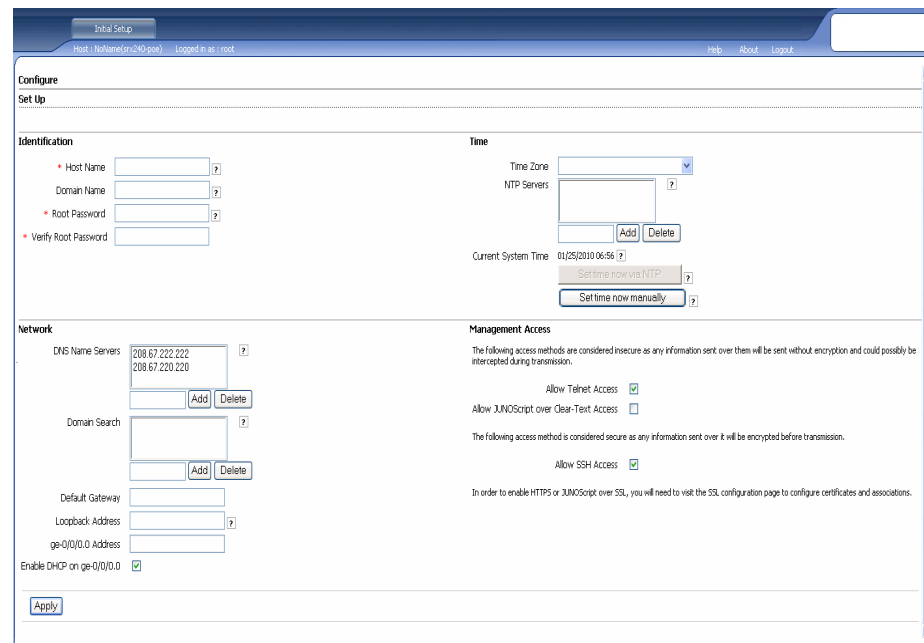 Initial Setup
Host : NoName(srx240-poe) Logged in as : root
Help About Logout
Configure
Set Up
Identification
* Host Name ?
Domain Name ?
* Root Password ?
* Verify Root Password
Time
Time Zone
NTP Servers ?
Add Delete
Current System Time 01/25/2010 06:56 ?
Set time now via NTP ?
Set time now manually ?
Network
DNS Name Servers ?
208.67.222.222
208.67.220.220
Add Delete
Domain Search ?
Add Delete
Default Gateway
Loopback Address ?
ge-0/0/0.0 Address
Enable DHCP on ge-0/0/0.0
Management Access
The following access methods are considered insecure as any information sent over them will be sent without encryption and could possibly be
intercepted during transmission.
Allow Telnet Access
Allow JUNOScript over Clear-Text Access
The following access method is considered secure as any information sent over it will be encrypted before transmission.
Allow SSH Access
In order to enable HTTPS or JUNOScript over SSL, you will need to visit the SSL configuration page to configure certificates and associations.
Apply